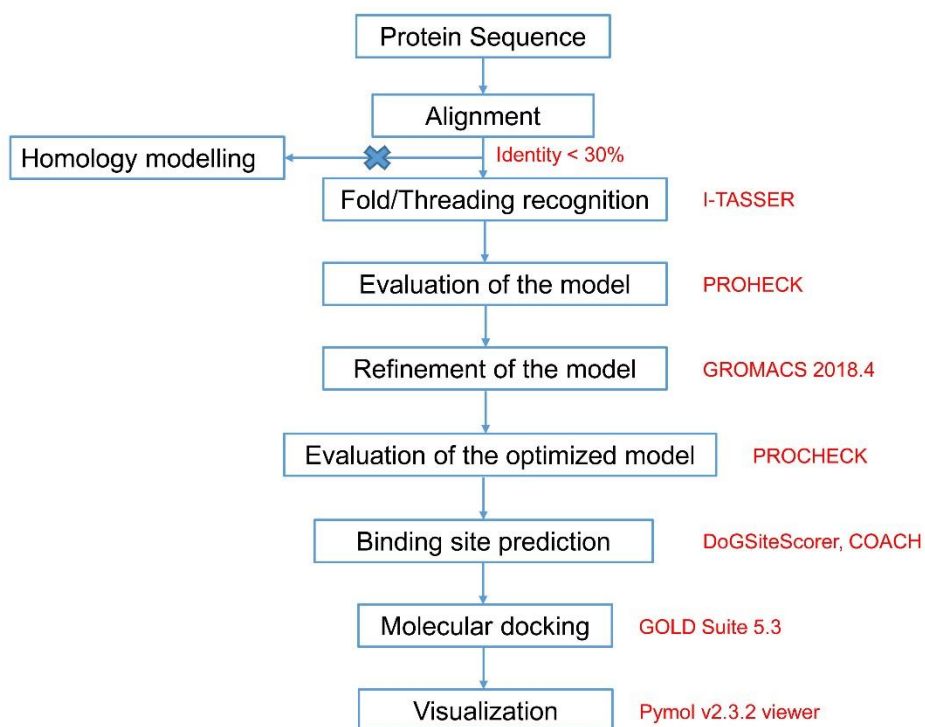 Protein Sequence
Alignment
Homology modelling
Identity < 30%
Fold/Threading recognition
I-TASSER
Evaluation of the model
PROHECK
Refinement of the model
GROMACS 2018.4
Evaluation of the optimized model
PROCHECK
Binding site prediction
DoGSiteScorer, COACH
Molecular docking
GOLD Suite 5.3
Visualization
Pymol v2.3.2 viewer